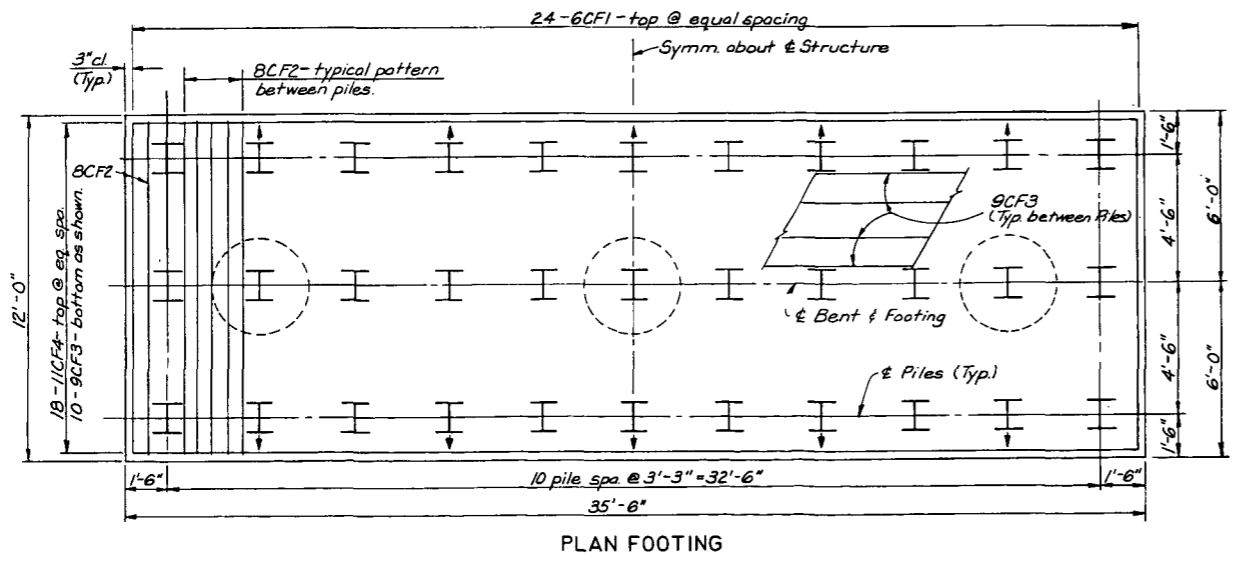 24-6CF1-top @ equal spacing
Symm. about ℄ Structure
3" cl.
(Typ.)
8CF2-typical pattern
between piles.
8CF2
18-11CF4-top @ eq. spa.
10-9CF3-bottom as shown.
12'-0"
9CF3
(Typ. between Piles)
℄ Bent & Footing
℄ Piles (Typ.)
1'-6"
4'-6"
4'-6"
1'-6"
6'-0"
6'-0"
1'-6"
10 pile spa. @ 3'-3" = 32'-6"
1'-6"
35'-6"
PLAN FOOTING